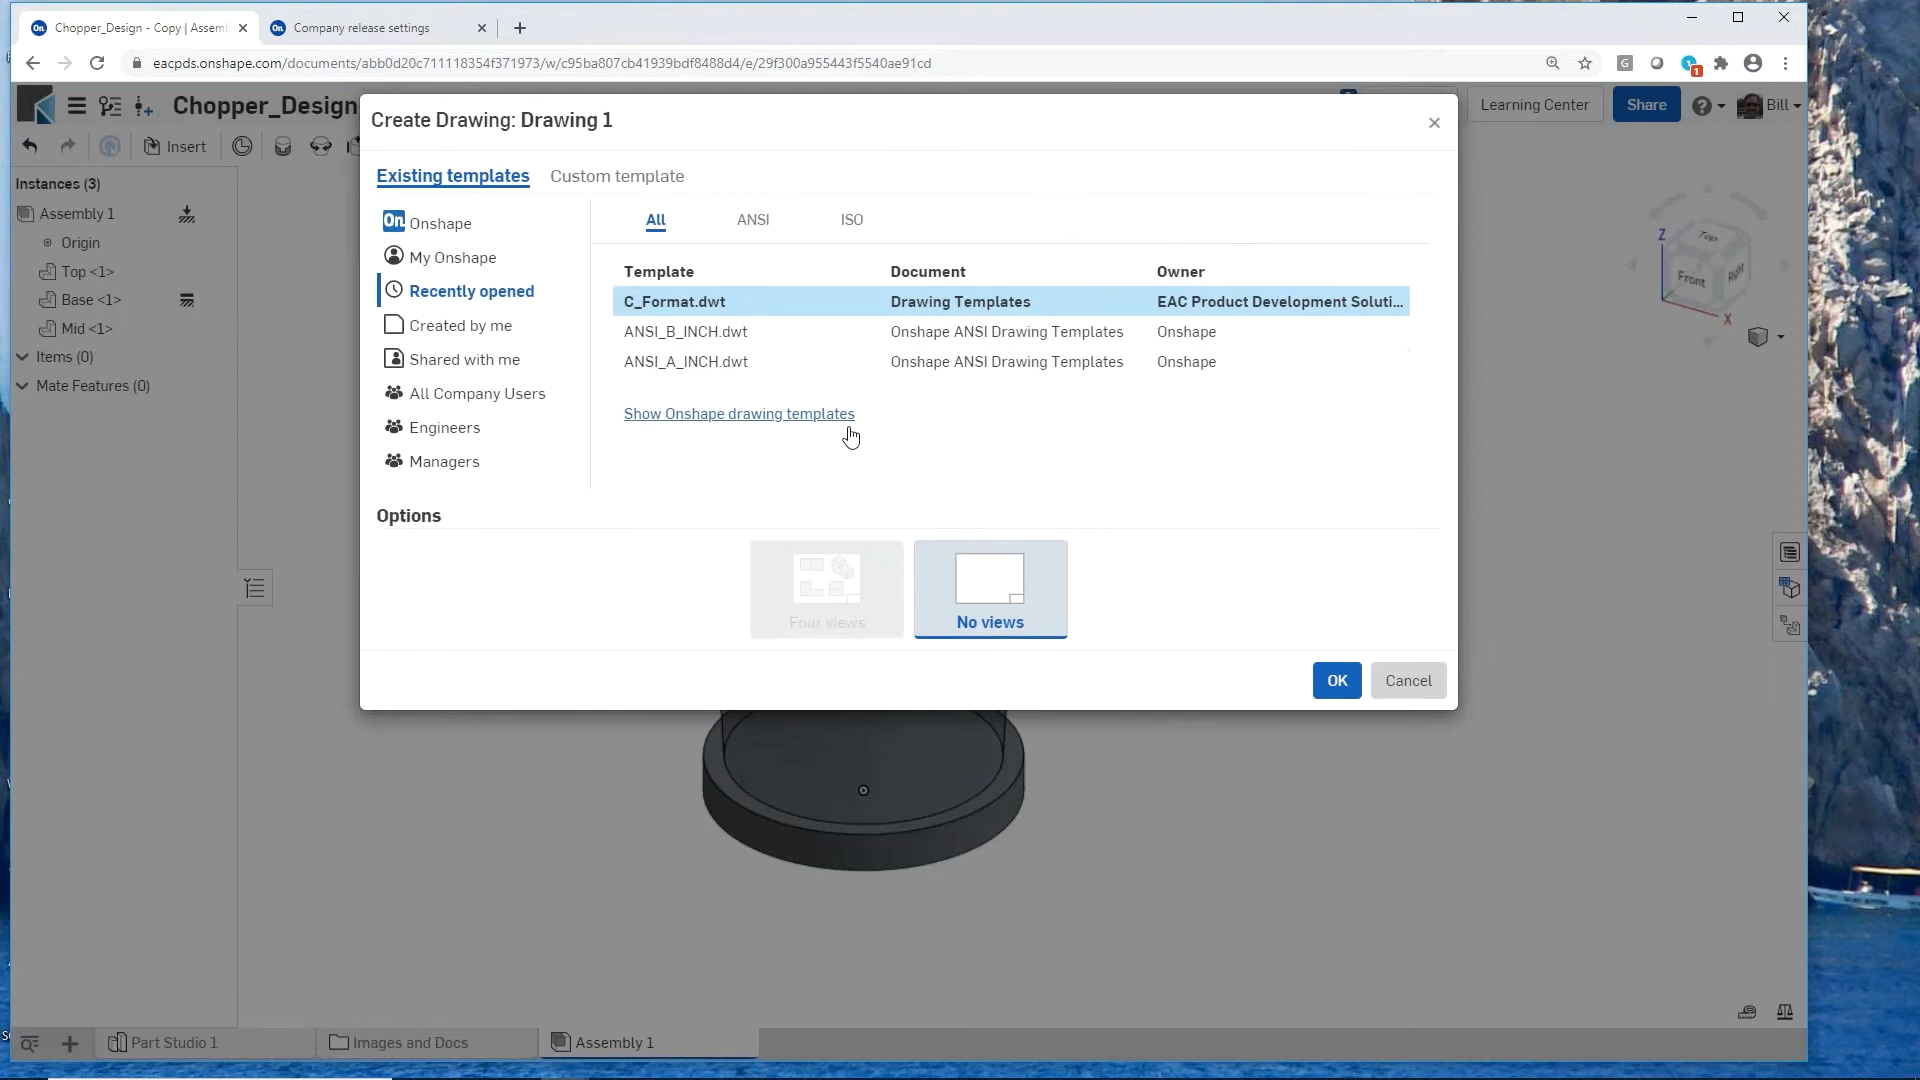 Chopper_Design - Copy | Assem
Company release settings
eacpds.onshape.com/documents/abb0d20c711118354f371973/w/c95ba807cb41939bdf8488d4/e/29f300a955443f5540ae91cd
G
1
Chopper_Design
Learning Center
Share
Bill
Insert
Create Drawing: Drawing 1
Existing templates
Custom template
On Onshape
My Onshape
Recently opened
Created by me
Shared with me
All Company Users
Engineers
Managers
All
ANSI
ISO
Template
Document
Owner
C_Format.dwt
Drawing Templates
EAC Product Development Soluti...
ANSI_B_INCH.dwt
Onshape ANSI Drawing Templates
Onshape
ANSI_A_INCH.dwt
Onshape ANSI Drawing Templates
Onshape
Show Onshape drawing templates
Options
Four views
No views
OK
Cancel
Instances (3)
Assembly 1
Origin
Top <1>
Base <1>
Mid <1>
Items (0)
Mate Features (0)
Z
Top
Front
Right
X
Part Studio 1
Images and Docs
Assembly 1